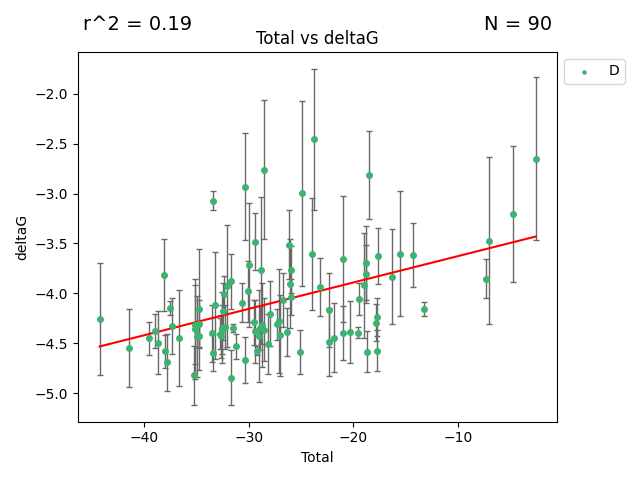 r^2 = 0.19
N = 90
Total vs deltaG
D
−2.0
−2.5
−3.0
−3.5
−4.0
−4.5
−5.0
deltaG
−40
−30
−20
−10
Total